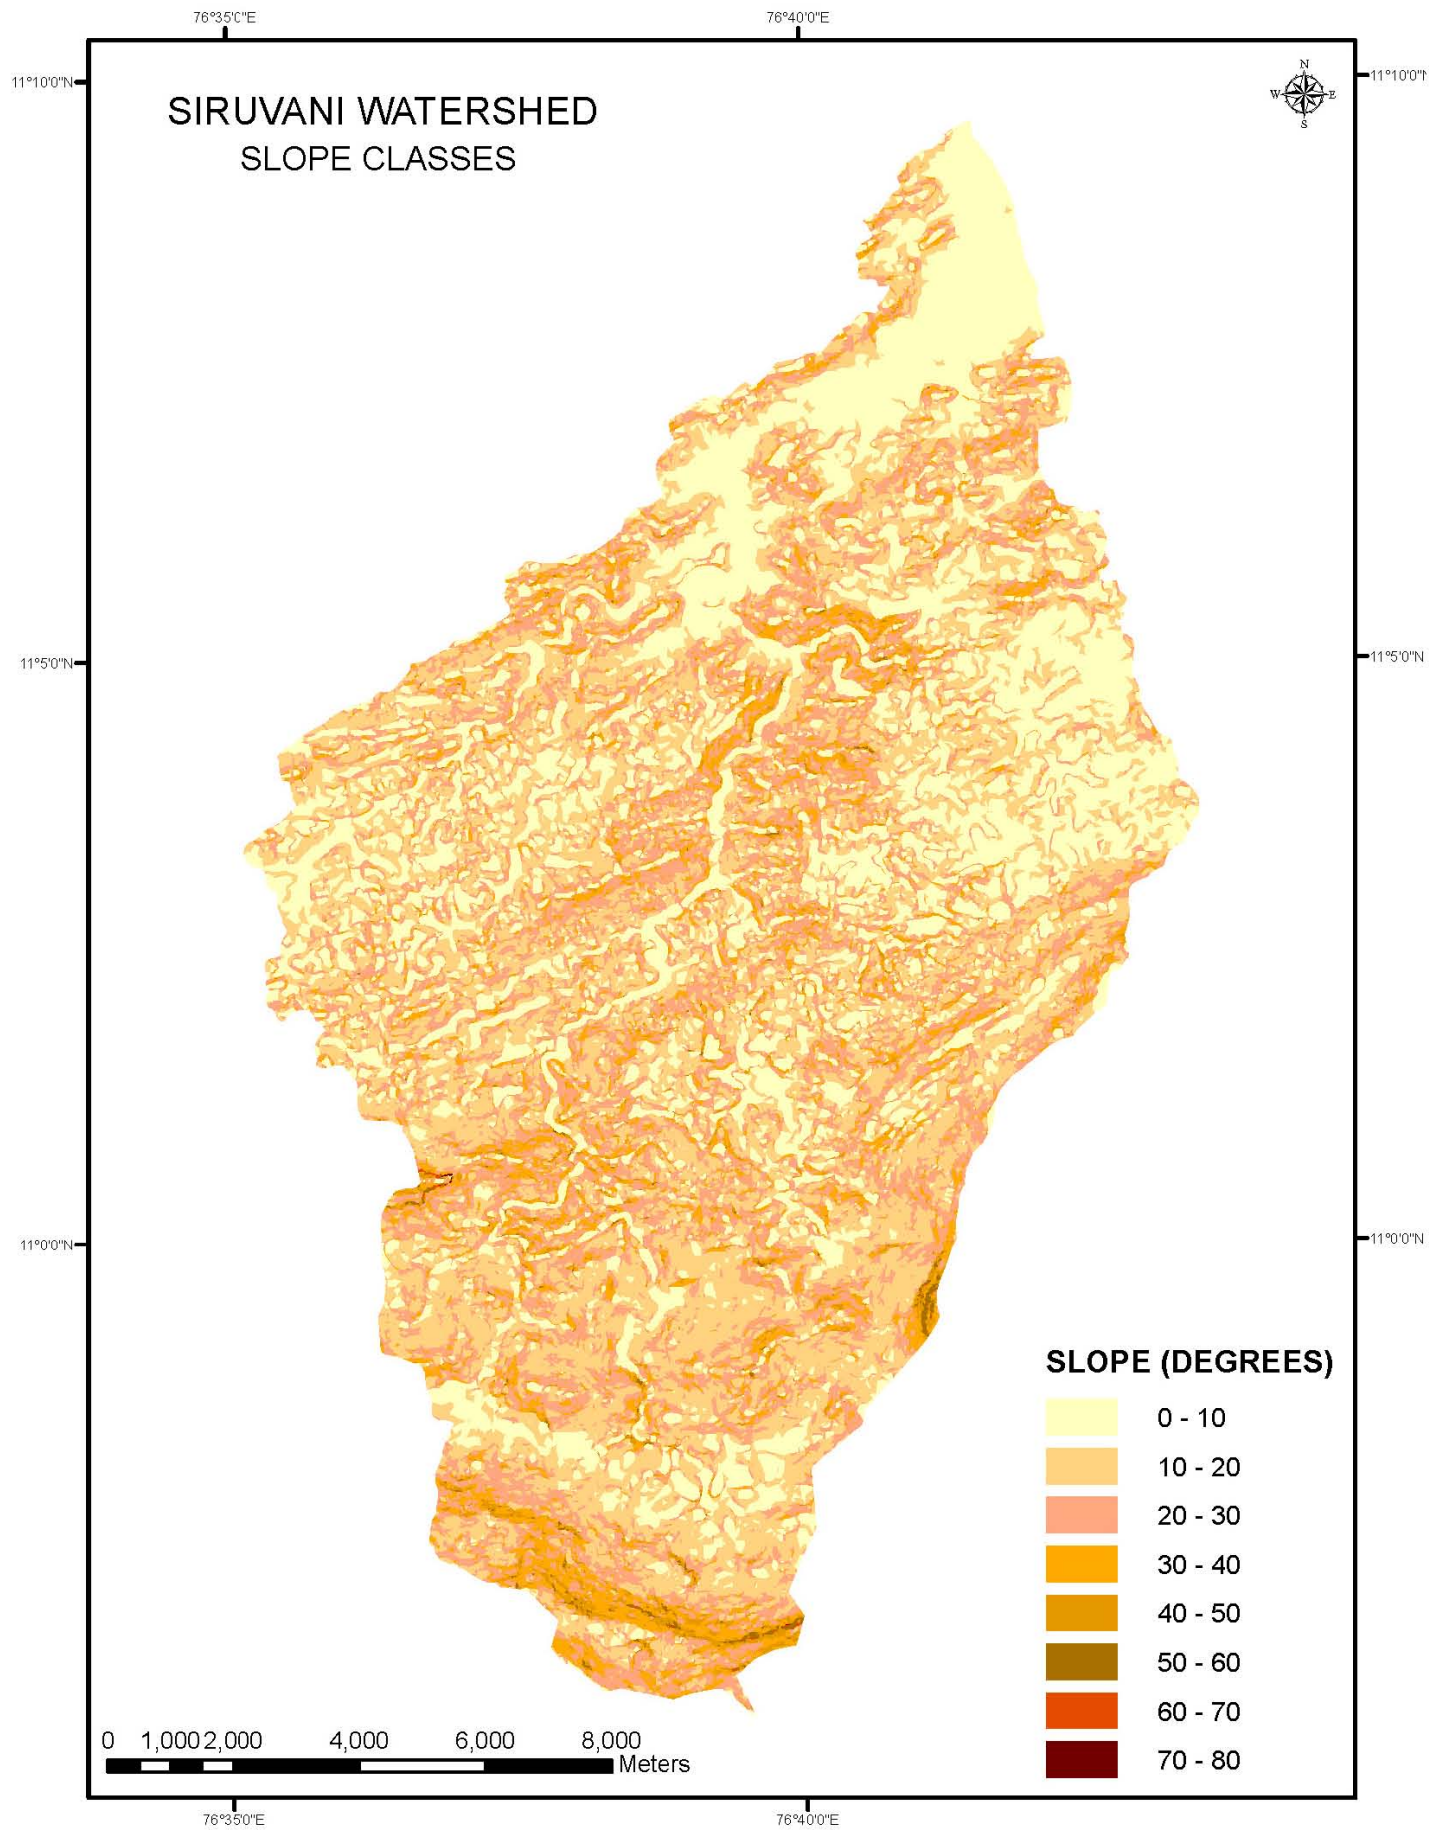 76°35'0"E 76°40'0"E
11°10'0"N 11°10'0"N
N
W E
S
SIRUVANI WATERSHED
SLOPE CLASSES
11°5'0"N 11°5'0"N
11°0'0"N 11°0'0"N
SLOPE (DEGREES)
0 - 10
10 - 20
20 - 30
30 - 40
40 - 50
50 - 60
60 - 70
70 - 80
0 1,000 2,000 4,000 6,000 8,000
Meters
76°35'0"E 76°40'0"E